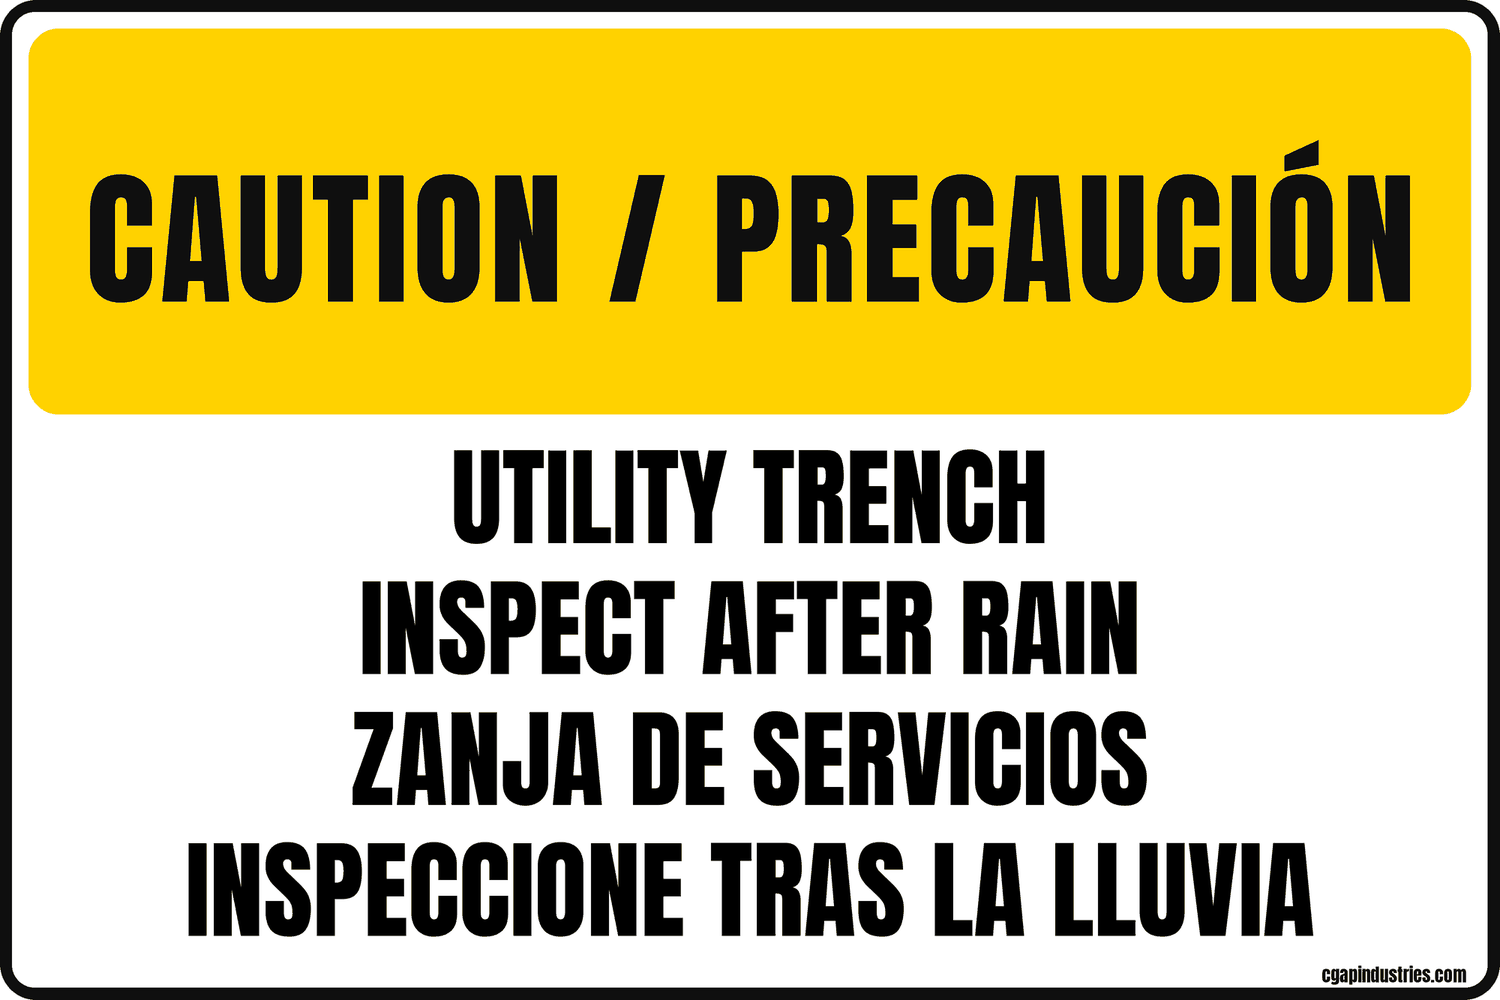 CAUTION / PRECAUCIÓN
UTILITY TRENCH
INSPECT AFTER RAIN
ZANJA DE SERVICIOS
INSPECCIONE TRAS LA LLUVIA
cgapindustries.com